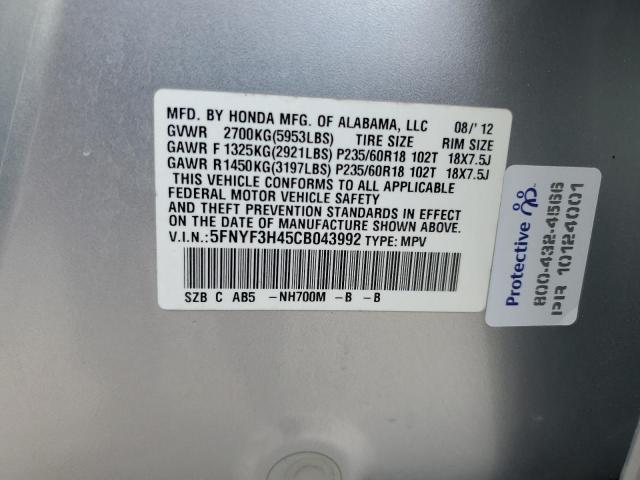 MFD. BY HONDA MFG. OF ALABAMA, LLC 08/'12
GVWR 2700KG(5953LBS) TIRE SIZE RIM SIZE
GAWR F 1325KG(2921LBS) P235/60R18 102T 18X7.5J
GAWR R 1450KG(3197LBS) P235/60R18 102T 18X7.5J
THIS VEHICLE CONFORMS TO ALL APPLICABLE
FEDERAL MOTOR VEHICLE SAFETY
AND THEFT PREVENTION STANDARDS IN EFFECT
ON THE DATE OF MANUFACTURE SHOWN ABOVE.
V.I.N.:5FNYF3H45CB043992 TYPE: MPV
SZB C AB5 -NH700M -B -B
Protective
800-432-4566
PIR 10124001